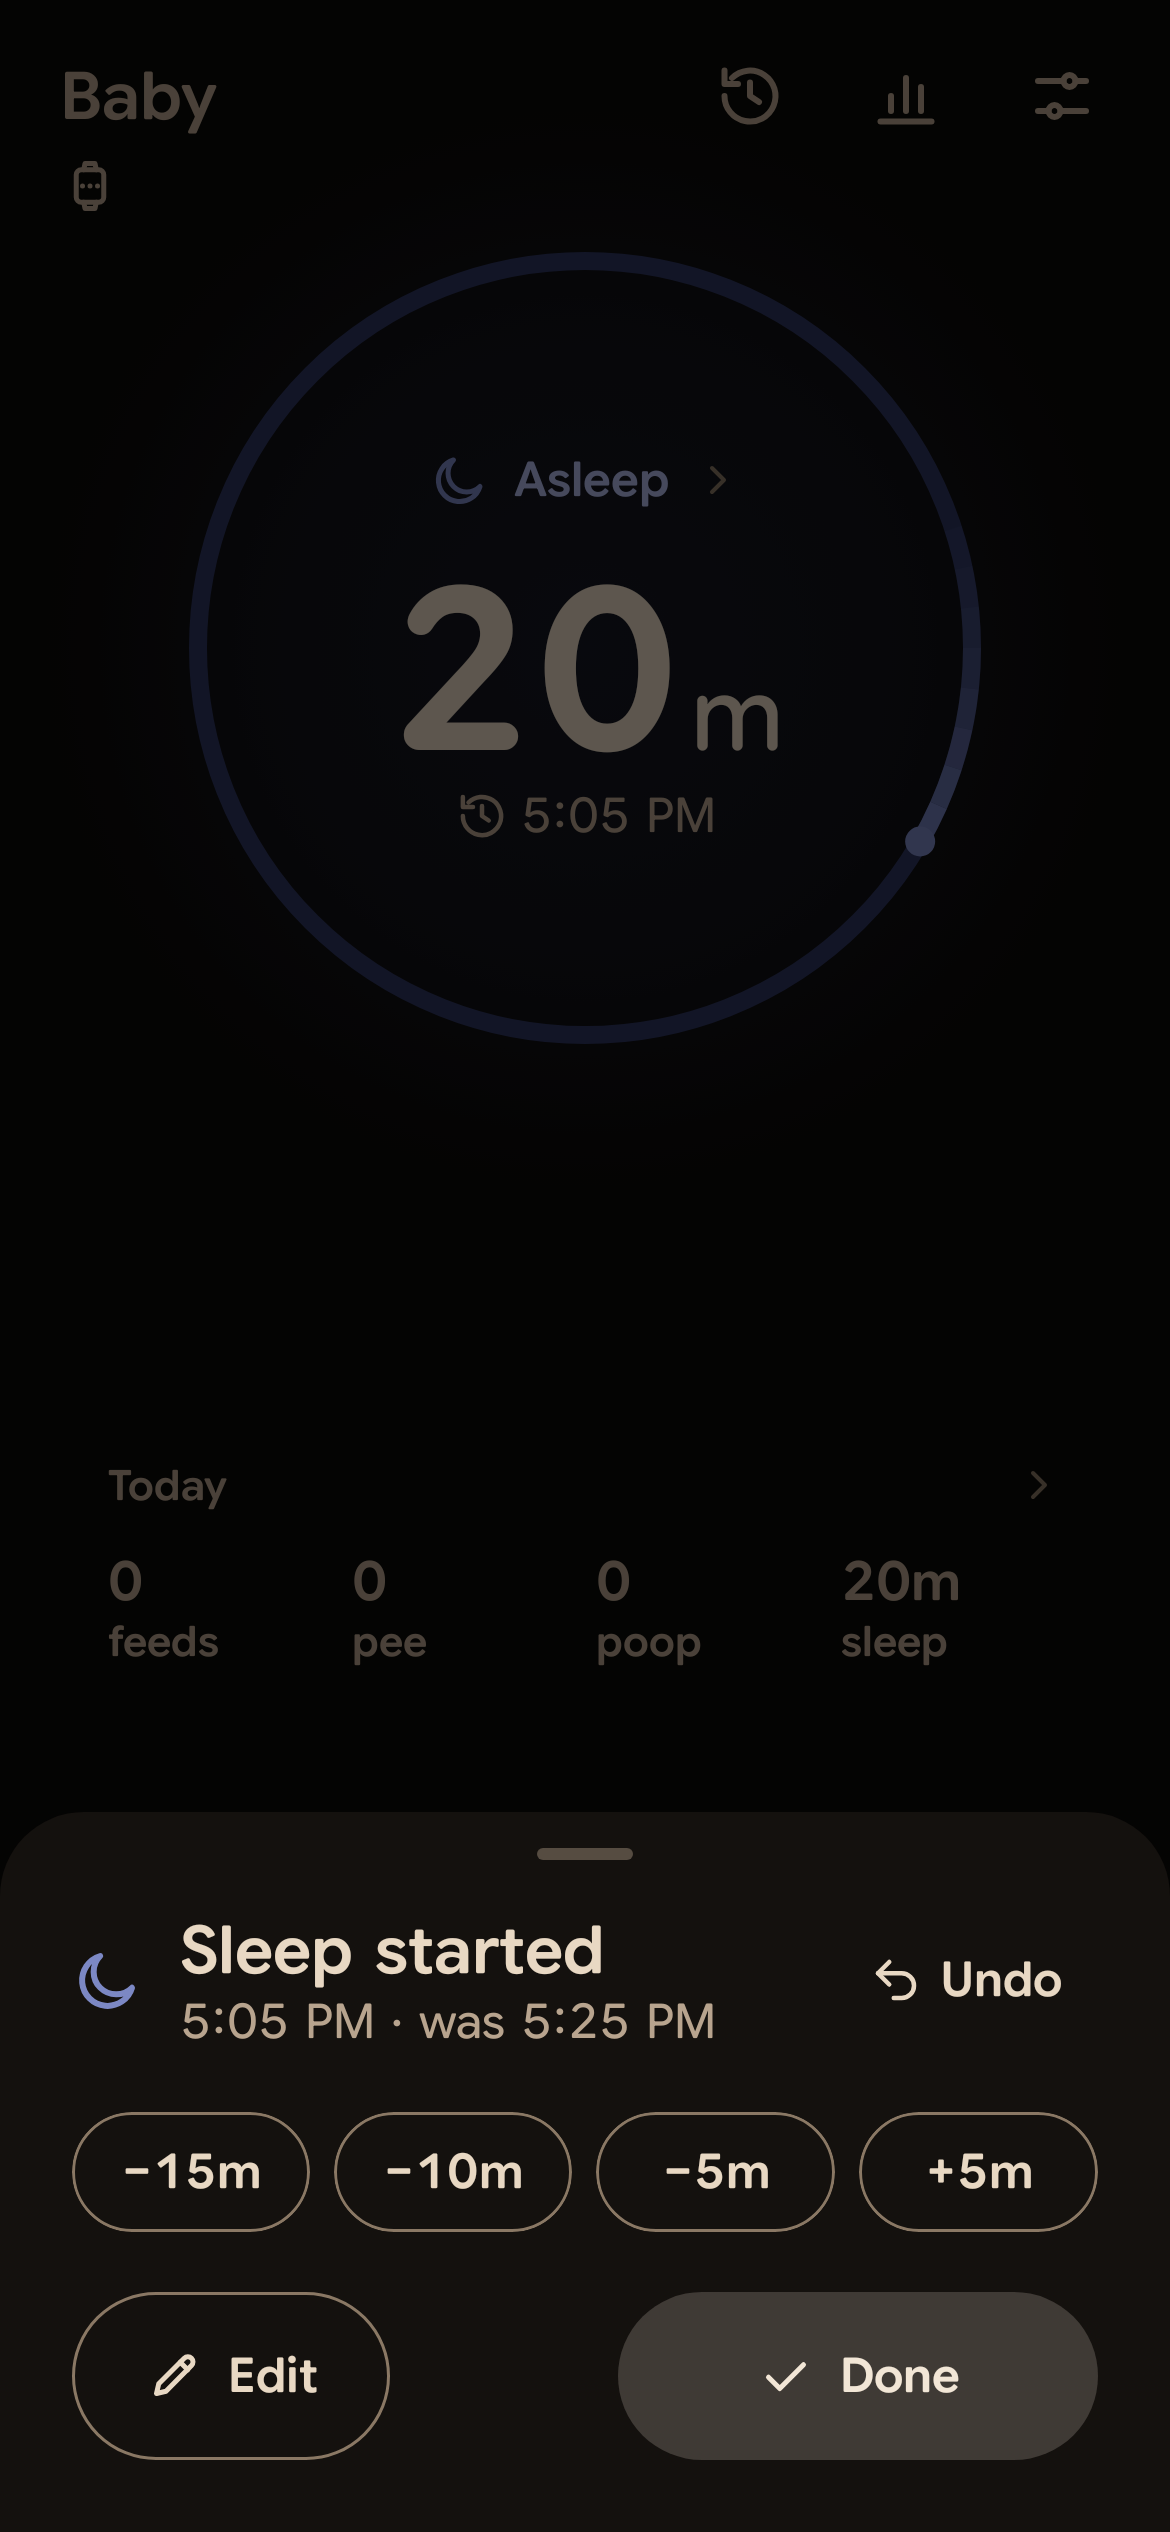 Baby
Asleep
20m
5:05 PM
Today
0 0 0 20m
feeds pee poop sleep
Sleep started
5:05 PM · was 5:25 PM
Undo
−15m −10m −5m +5m
Edit Done